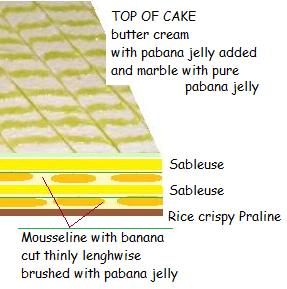 TOP OF CAKE
butter cream
with pabana jelly added
and marble with pure
pabana jelly
Sableuse
Sableuse
Rice crispy Praline
Mousseline with banana
cut thinly lenghwise
brushed with pabana jelly